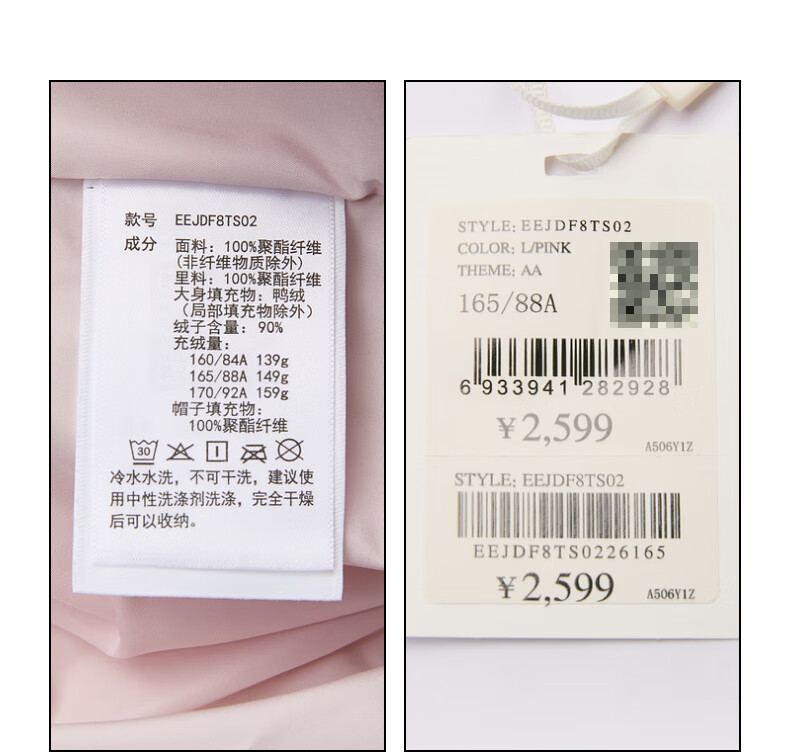 款号 EEJDF8TS02
成分 面料：100%聚酯纤维
(非纤维物质除外)
里料：100%聚酯纤维
大身填充物：鸭绒
（局部填充物除外）
绒子含量：90%
充绒量：
160/84A 139g
165/88A 149g
170/92A 159g
帽子填充物：
100%聚酯纤维
30
冷水水洗，不可干洗，建议使
用中性洗涤剂洗涤，完全干燥
后可以收纳。
STYLE: EEJDF8TS02
COLOR: L/PINK
THEME: AA
165/88A
6 933941 282928
¥2,599
A506Y1Z
STYLE: EEJDF8TS02
EEJDF8TS0226165
¥2,599
A506Y1Z